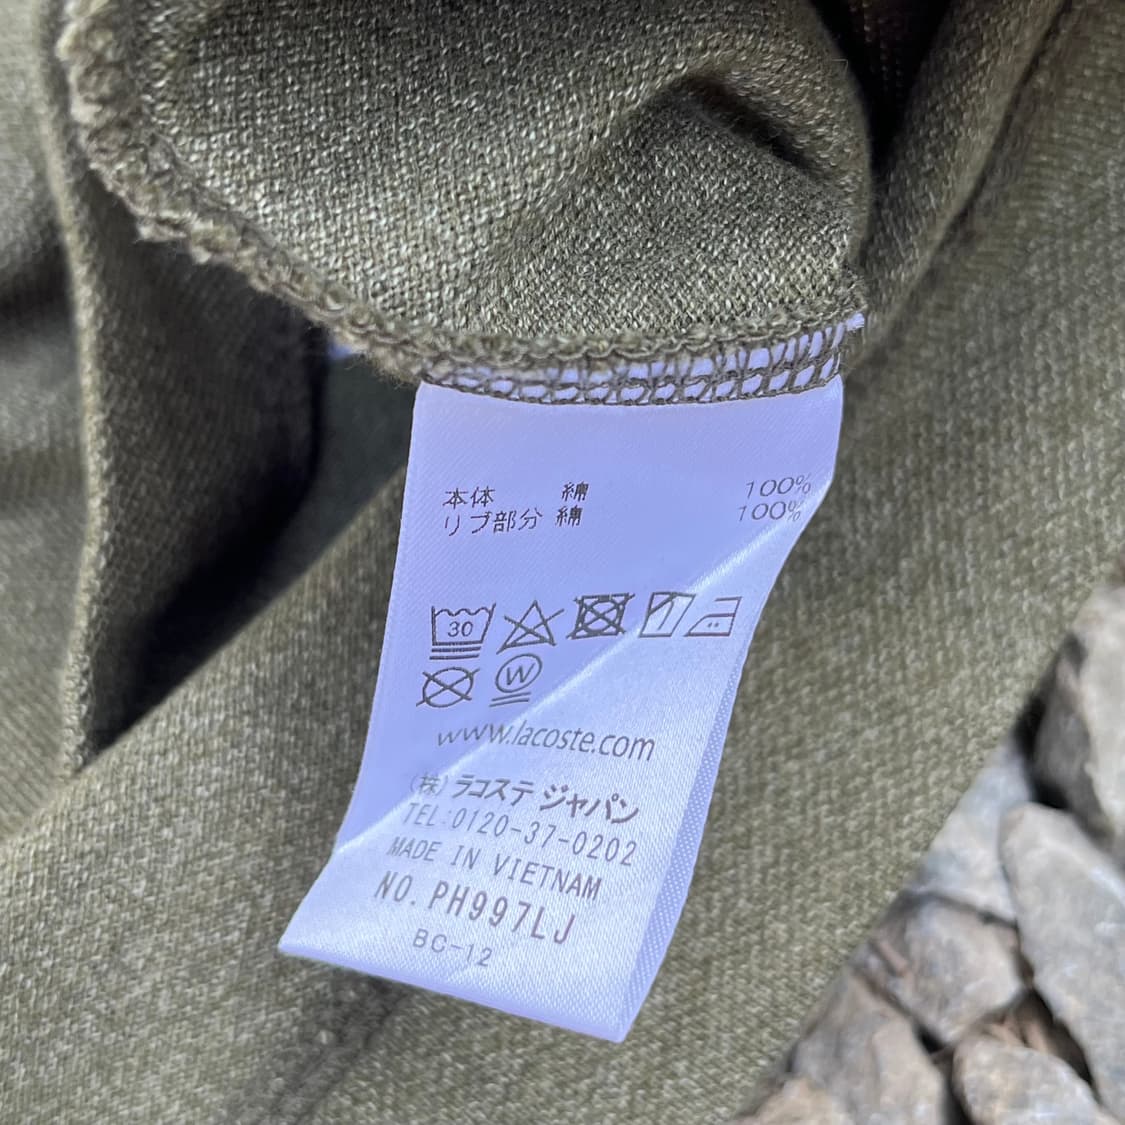 本体 綿 100%
リブ部分 綿 100%
30
W
www.lacoste.com
(株)ラコステ ジャパン
TEL:0120-37-0202
MADE IN VIETNAM
NO. PH997LJ
BC-12